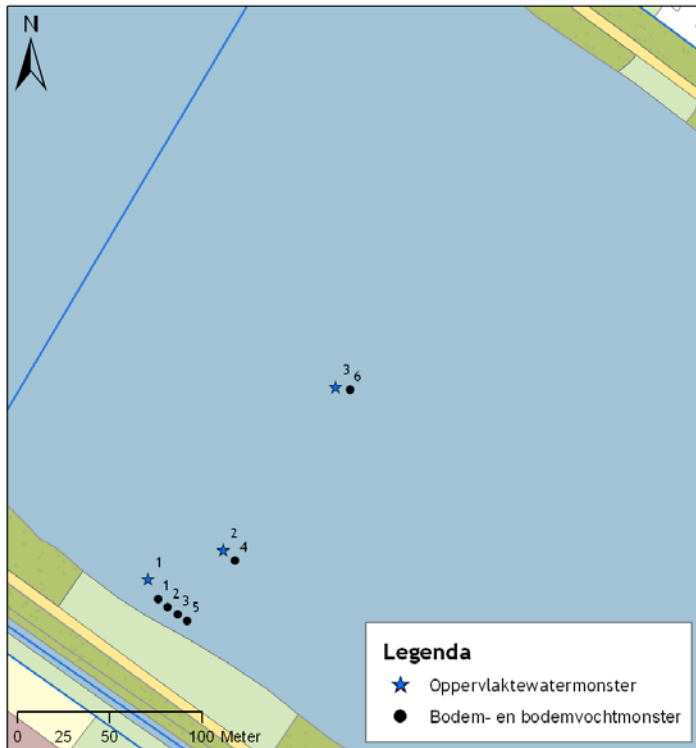 N
3
6
2
4
1
1
2
3
5
Legenda
Oppervlaktewatermonster
Bodem- en bodemvochtmonster
0 25 50 100 Meter